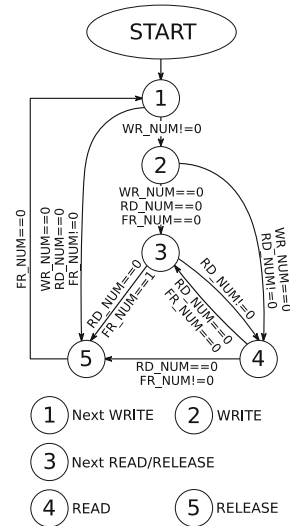 START
1
WR_NUM!=0
2
WR_NUM==0
RD_NUM==0
FR_NUM==0
3
FR_NUM==0
WR_NUM==0
RD_NUM==0
FR_NUM!=0
WR_NUM==0
RD_NUM!=0
RD_NUM==0
FR_NUM==1
RD_NUM!=0
RD_NUM==0
FR_NUM==0
5
RD_NUM==0
FR_NUM!=0
4
1 Next WRITE
2 WRITE
3 Next READ/RELEASE
4 READ
5 RELEASE